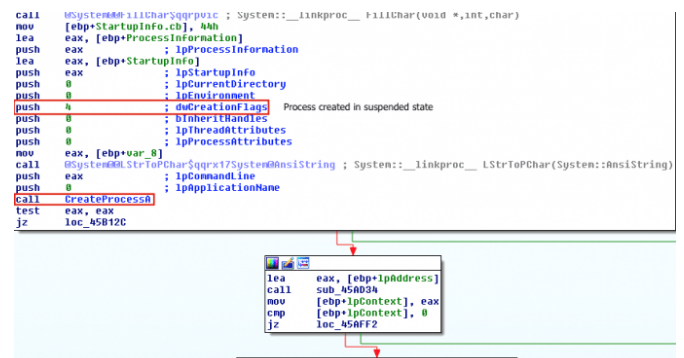 call    @System@@FillChar$qqrpvic ; System::__linkproc__ FillChar(void *,int,char)
mov     [ebp+StartupInfo.cb], 44h
lea     eax, [ebp+ProcessInformation]
push    eax             ; lpProcessInformation
lea     eax, [ebp+StartupInfo]
push    eax             ; lpStartupInfo
push    0               ; lpCurrentDirectory
push    0               ; lpEnvironment
push    4               ; dwCreationFlags    Process created in suspended state
push    0               ; bInheritHandles
push    0               ; lpThreadAttributes
push    0               ; lpProcessAttributes
mov     eax, [ebp+var_8]
call    @System@@LStrToPChar$qqrx17System@AnsiString ; System::__linkproc__ LStrToPChar(System::AnsiString)
push    eax             ; lpCommandLine
push    0               ; lpApplicationName
call    CreateProcessA
test    eax, eax
jz      loc_45B12C
lea     eax, [ebp+lpAddress]
call    sub_45AD34
mov     [ebp+lpContext], eax
cmp     [ebp+lpContext], 0
jz      loc_45AFF2